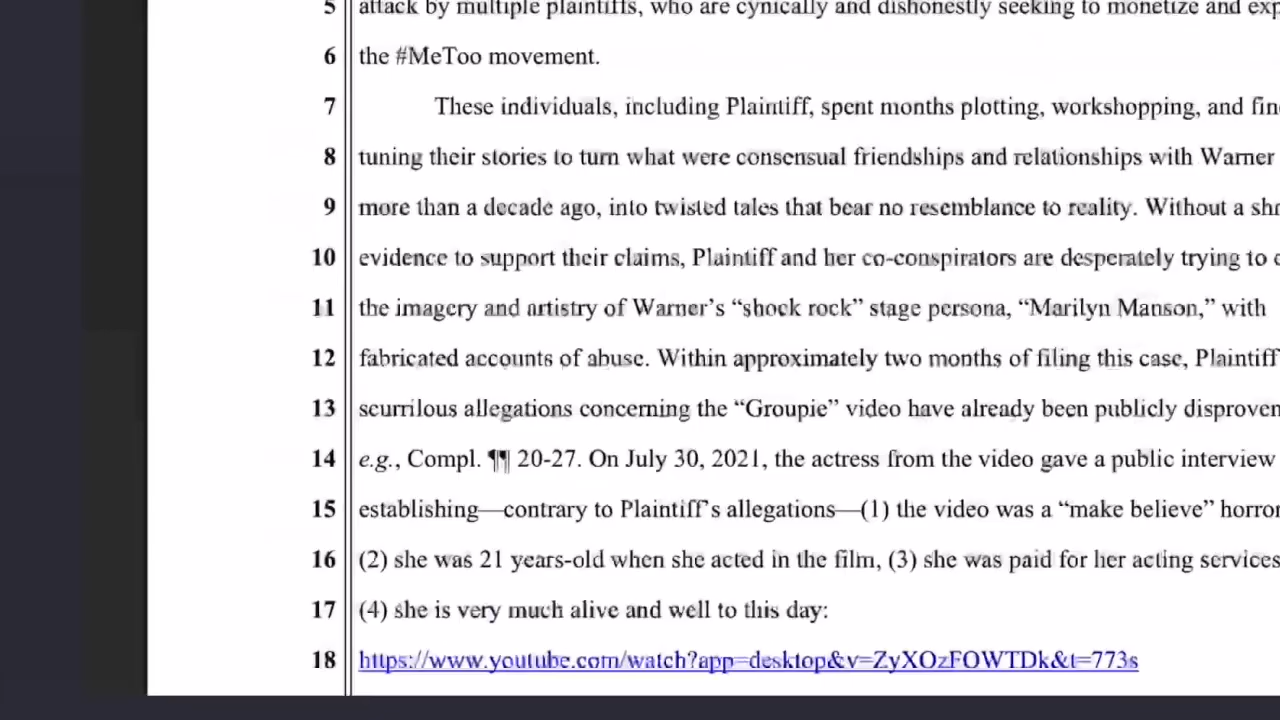 5 attack by multiple plaintiffs, who are cynically and dishonestly seeking to monetize and
6 the #MeToo movement.
7 These individuals, including Plaintiff, spent months plotting, workshopping, and
8 tuning their stories to turn what were consensual friendships and relationships with Warner
9 more than a decade ago, into twisted tales that bear no resemblance to reality. Without a
10 evidence to support their claims, Plaintiff and her co-conspirators are desperately trying to
11 the imagery and artistry of Warner's “shock rock” stage persona, “Marilyn Manson,” with
12 fabricated accounts of abuse. Within approximately two months of filing this case, Plaintiff
13 scurrilous allegations concerning the “Groupie” video have already been publicly disproven
14 e.g., Compl. ¶¶ 20-27. On July 30, 2021, the actress from the video gave a public interview
15 establishing—contrary to Plaintiff's allegations—(1) the video was a “make believe” horror
16 (2) she was 21 years-old when she acted in the film, (3) she was paid for her acting services
17 (4) she is very much alive and well to this day:
18 https://www.youtube.com/watch?app=desktop&v=ZyXOzFOWTDk&t=773s